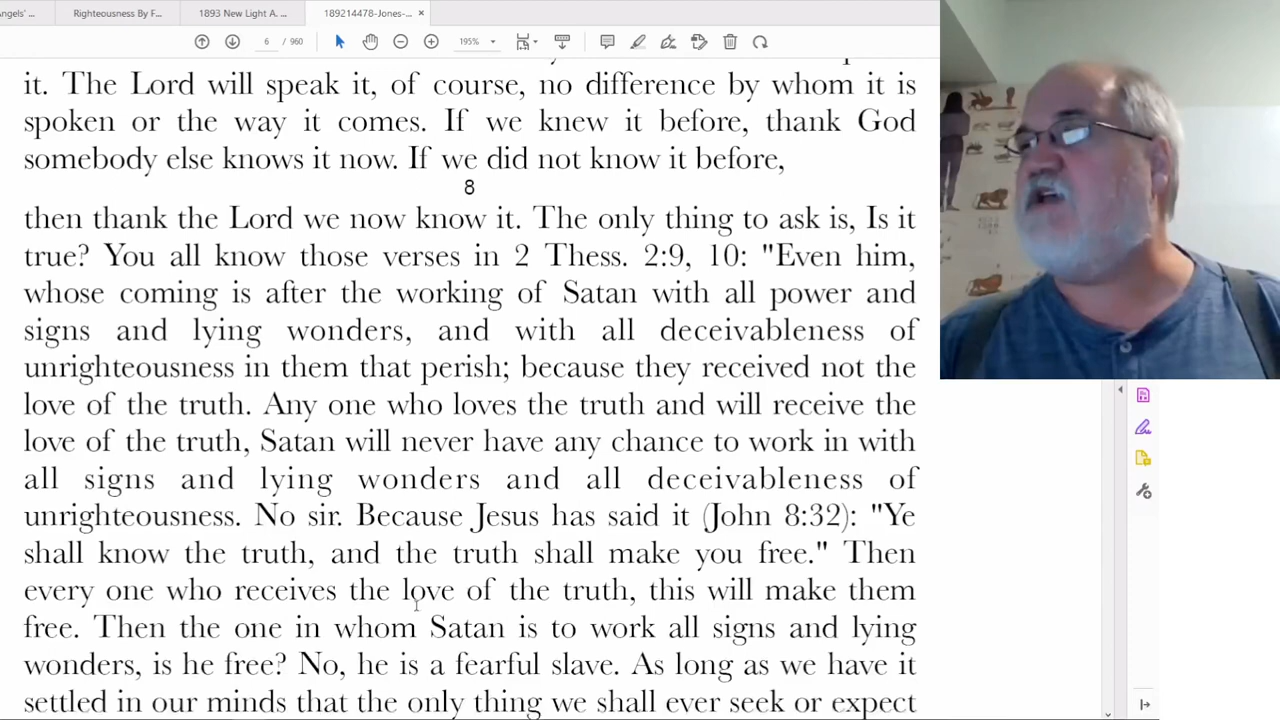 ngels' ...
Righteousness By F...
1893 New Light A. ...
189214478-Jones-...
6 / 960
195%
it. The Lord will speak it, of course, no difference by whom it is
spoken or the way it comes. If we knew it before, thank God
somebody else knows it now. If we did not know it before,
8
then thank the Lord we now know it. The only thing to ask is, Is it
true? You all know those verses in 2 Thess. 2:9, 10: "Even him,
whose coming is after the working of Satan with all power and
signs and lying wonders, and with all deceivableness of
unrighteousness in them that perish; because they received not the
love of the truth. Any one who loves the truth and will receive the
love of the truth, Satan will never have any chance to work in with
all signs and lying wonders and all deceivableness of
unrighteousness. No sir. Because Jesus has said it (John 8:32): "Ye
shall know the truth, and the truth shall make you free." Then
every one who receives the love of the truth, this will make them
free. Then the one in whom Satan is to work all signs and lying
wonders, is he free? No, he is a fearful slave. As long as we have it
settled in our minds that the only thing we shall ever seek or expect